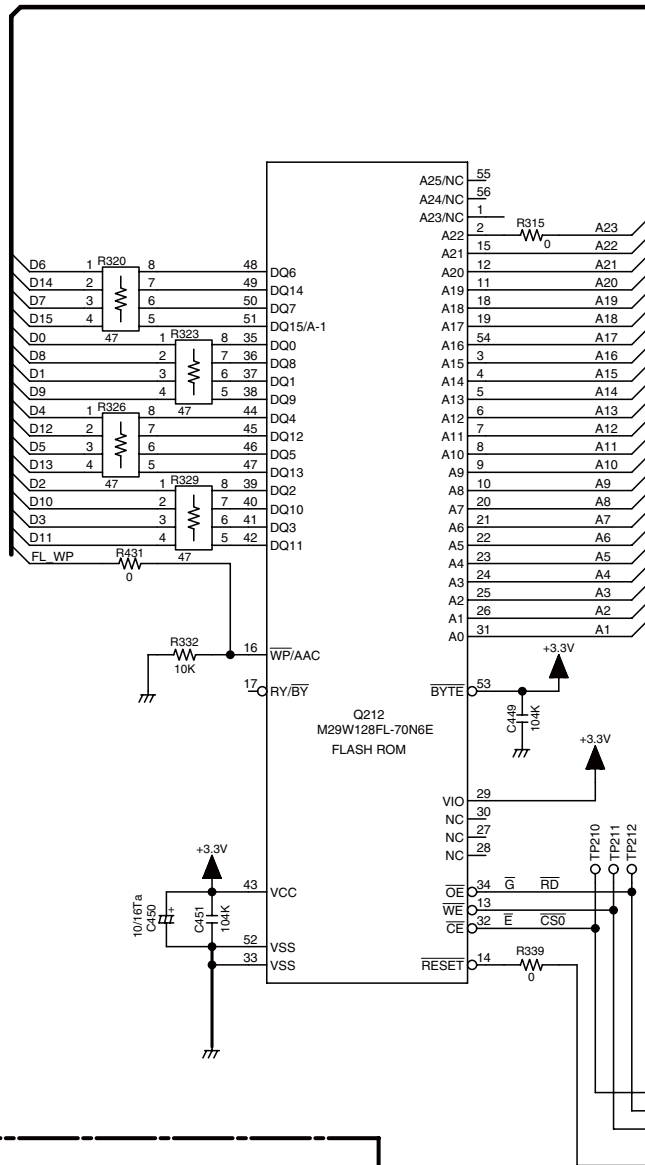 A25/NC 55
A24/NC 56
A23/NC 1
A22 2 R315 0 A23
A21 15 A22
D6 1 R320 8 48 DQ6 A20 12 A21
D14 2 7 49 DQ14 A19 11 A20
D7 3 6 50 DQ7 A18 18 A19
D15 4 5 51 DQ15/A-1 A17 19 A18
47
D0 1 R323 8 35 DQ0 A16 54 A17
D8 2 7 36 DQ8 A15 3 A16
D1 3 6 37 DQ1 A14 4 A15
D9 4 5 38 DQ9 A13 5 A14
47
D4 1 R326 8 44 DQ4 A12 6 A13
D12 2 7 45 DQ12 A11 7 A12
D5 3 6 46 DQ5 A10 8 A11
D13 4 5 47 DQ13 A9 9 A10
47
D2 1 R329 8 39 DQ2 A8 10 A9
D10 2 7 40 DQ10 A7 20 A8
D3 3 6 41 DQ3 A6 21 A7
D11 4 5 42 DQ11 A5 22 A6
47
FL_WP R431 0 A4 23 A5
A3 24 A4
A2 25 A3
A1 26 A2
A0 31 A1
R332 10K 16 WP/AAC
+3.3V
17 RY/BY BYTE 53
C449 104K
Q212
M29W128FL-70N6E
FLASH ROM
+3.3V
VIO 29
NC 30
NC 27
NC 28
TP210
TP211
TP212
+3.3V
43 VCC OE 34 G RD
WE 13
CE 32 E CS0
10/16Ta C450 +
C451 104K
52 VSS
33 VSS RESET 14 R339 0